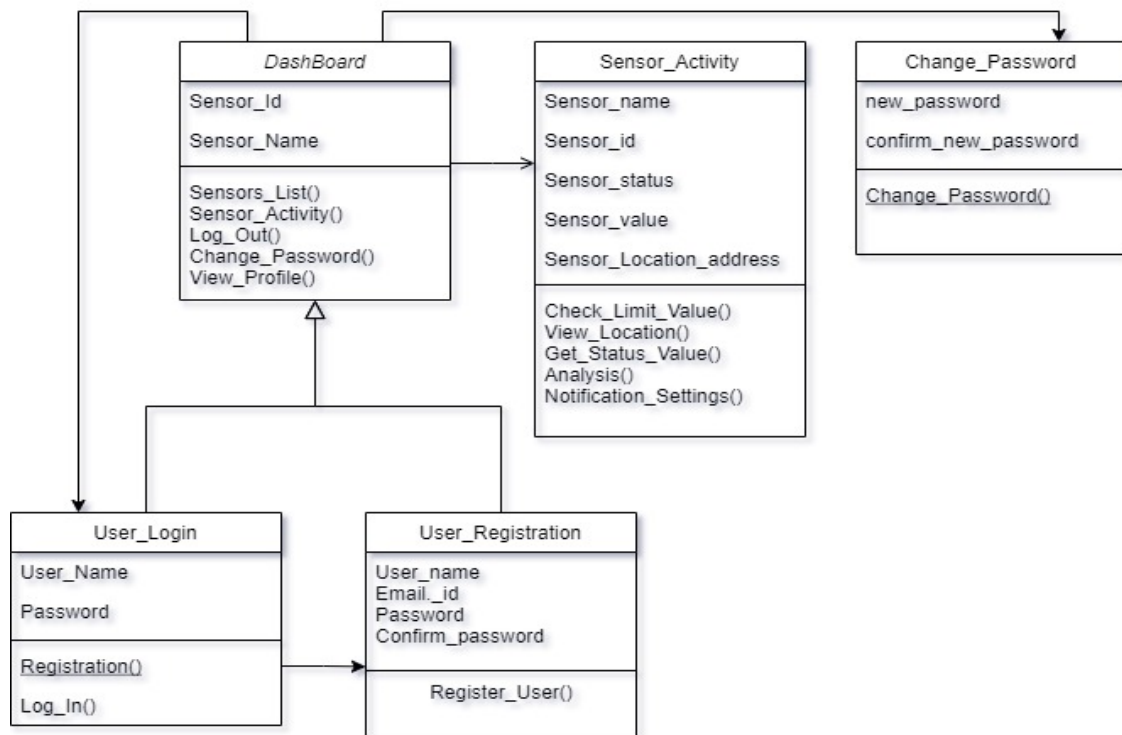 DashBoard
Sensor_Id
Sensor_Name
Sensors_List()
Sensor_Activity()
Log_Out()
Change_Password()
View_Profile()
Sensor_Activity
Sensor_name
Sensor_id
Sensor_status
Sensor_value
Sensor_Location_address
Check_Limit_Value()
View_Location()
Get_Status_Value()
Analysis()
Notification_Settings()
Change_Password
new_password
confirm_new_password
Change_Password()
User_Login
User_Name
Password
Registration()
Log_In()
User_Registration
User_name
Email._id
Password
Confirm_password
Register_User()